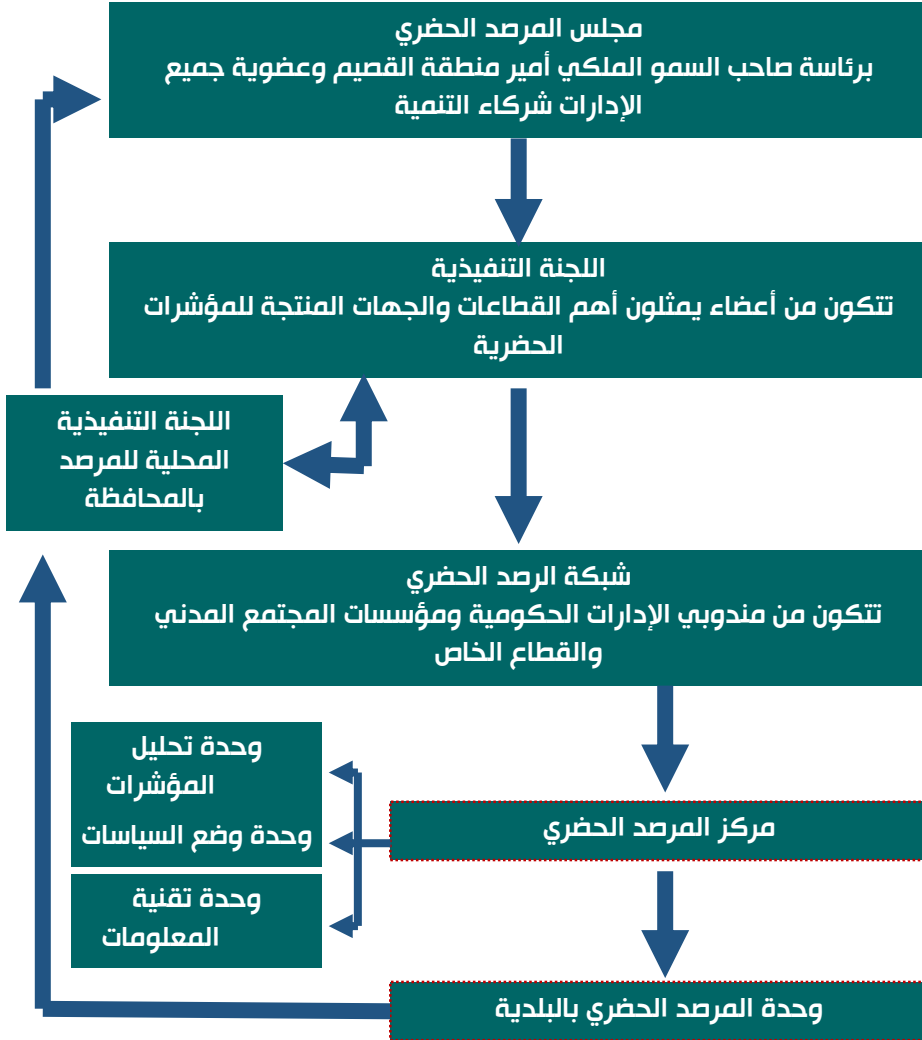 مجلس المرصد الحضري
برئاسة صاحب السمو الملكي أمير منطقة القصيم وعضوية جميع
الإدارات شركاء التنمية
اللجنة التنفيذية
تتكون من أعضاء يمثلون أهم القطاعات والجهات المنتجة للمؤشرات
الحضرية
اللجنة التنفيذية
المحلية للمرصد
بالمحافظة
شبكة الرصد الحضري
تتكون من مندوبي الإدارات الحكومية ومؤسسات المجتمع المدني
والقطاع الخاص
وحدة تحليل
المؤشرات
وحدة وضع السياسات
وحدة تقنية
المعلومات
مركز المرصد الحضري
وحدة المرصد الحضري بالبلدية